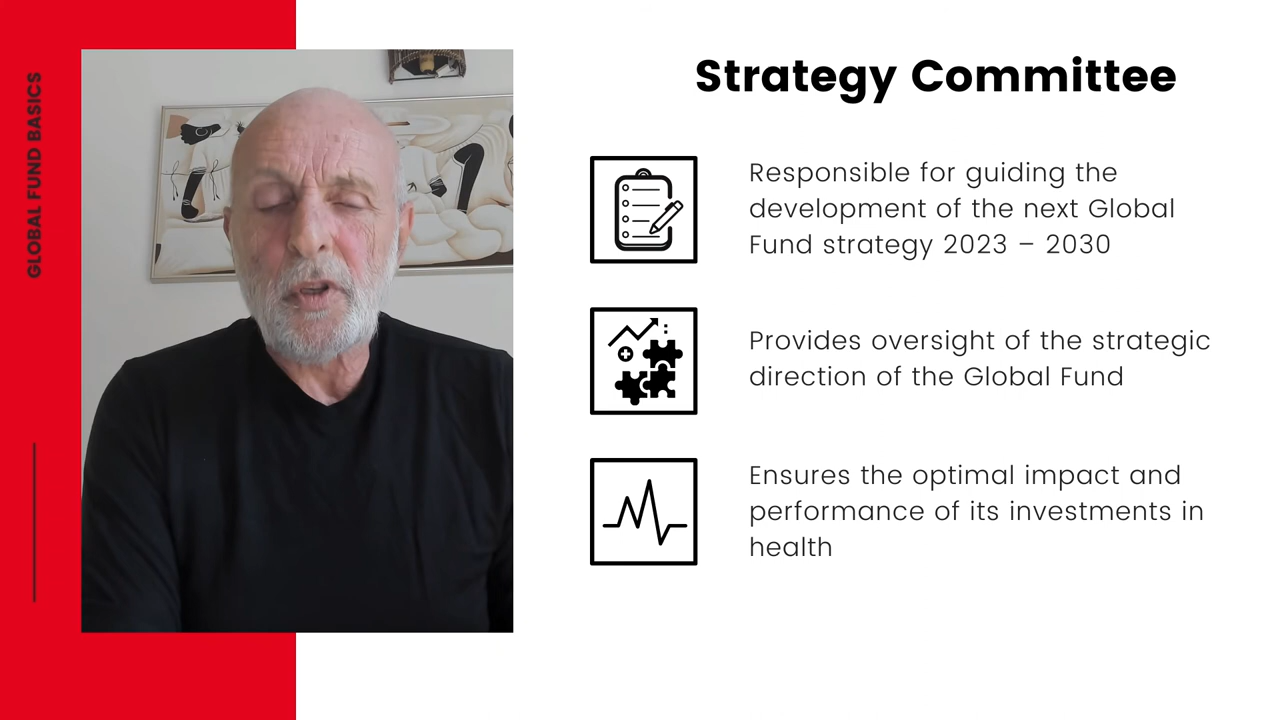 GLOBAL FUND BASICS
Strategy Committee
Responsible for guiding the
development of the next Global
Fund strategy 2023 – 2030
Provides oversight of the strategic
direction of the Global Fund
Ensures the optimal impact and
performance of its investments in
health